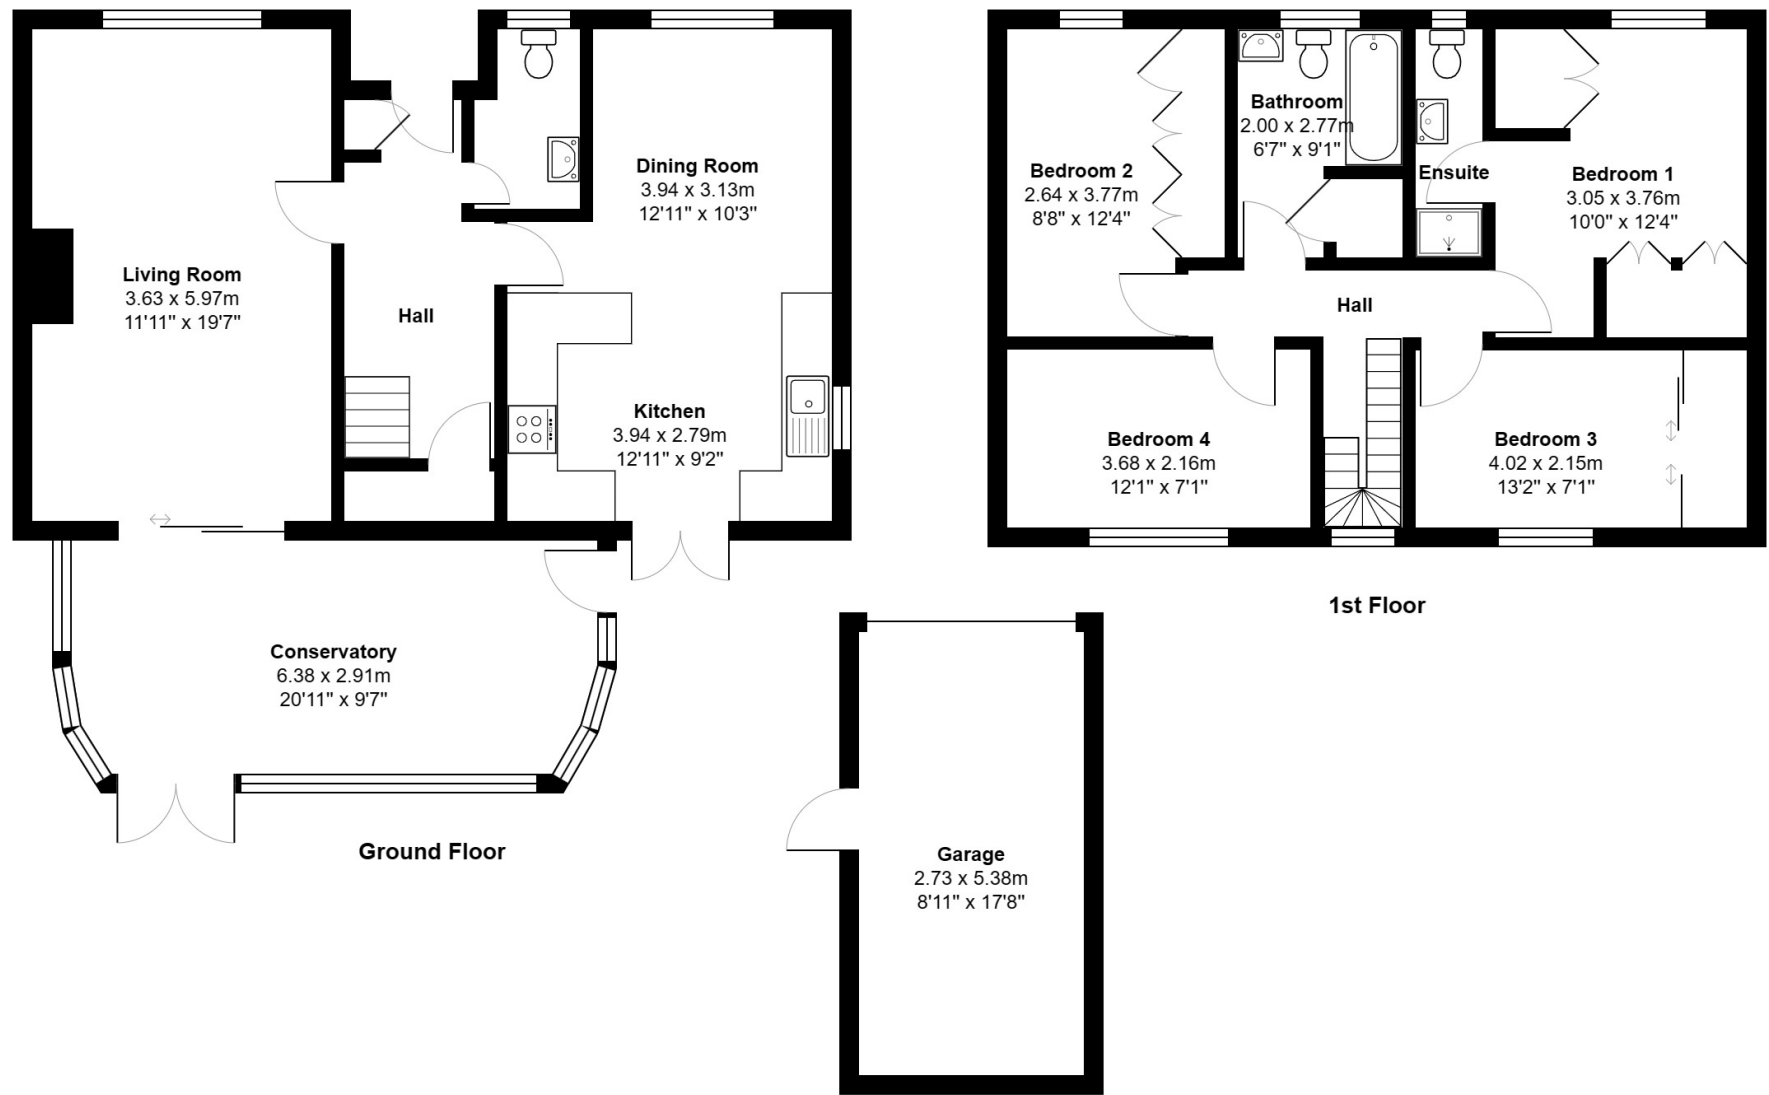 Living Room
3.63 x 5.97m
11'11" x 19'7"
Hall
Dining Room
3.94 x 3.13m
12'11" x 10'3"
Kitchen
3.94 x 2.79m
12'11" x 9'2"
Conservatory
6.38 x 2.91m
20'11" x 9'7"
Ground Floor
Bedroom 2
2.64 x 3.77m
8'8" x 12'4"
Bathroom
2.00 x 2.77m
6'7" x 9'1"
Ensuite
Bedroom 1
3.05 x 3.76m
10'0" x 12'4"
Hall
Bedroom 4
3.68 x 2.16m
12'1" x 7'1"
Bedroom 3
4.02 x 2.15m
13'2" x 7'1"
1st Floor
Garage
2.73 x 5.38m
8'11" x 17'8"